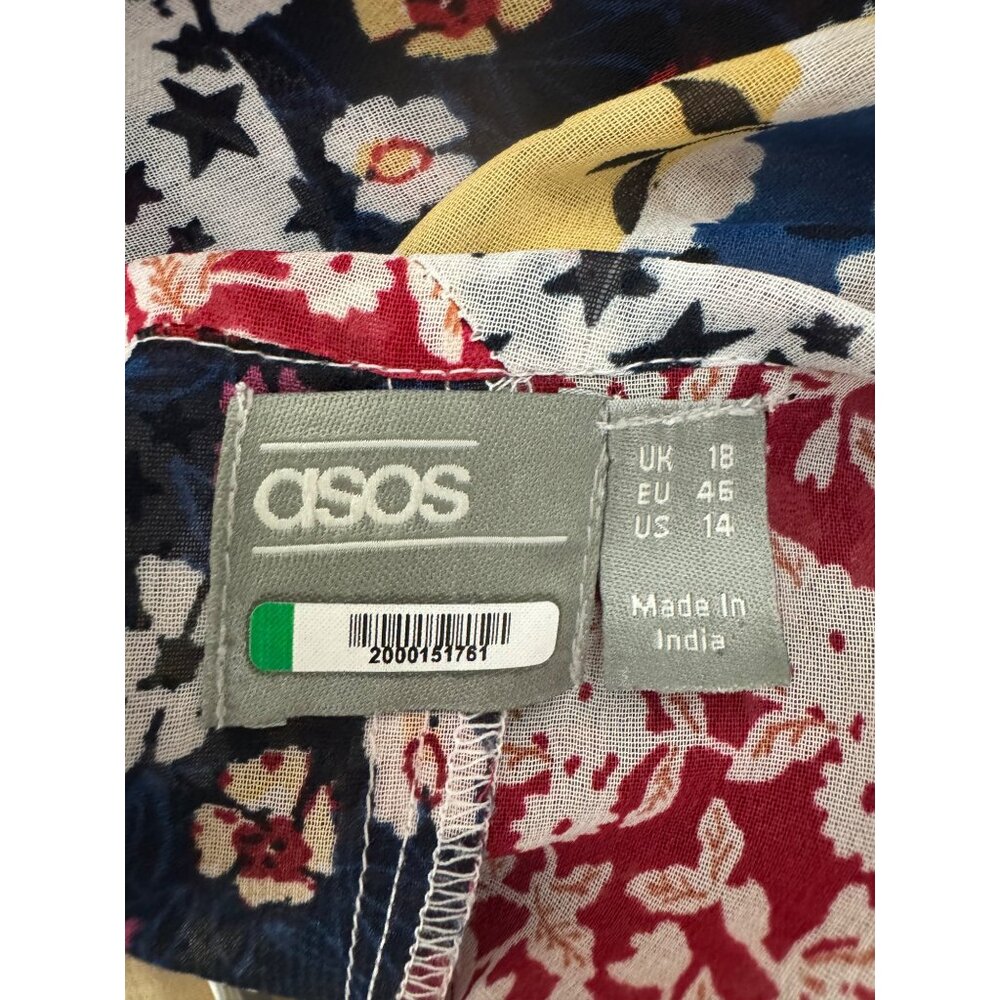 asos
2000151761
UK 18
EU 46
US 14
Made In
India